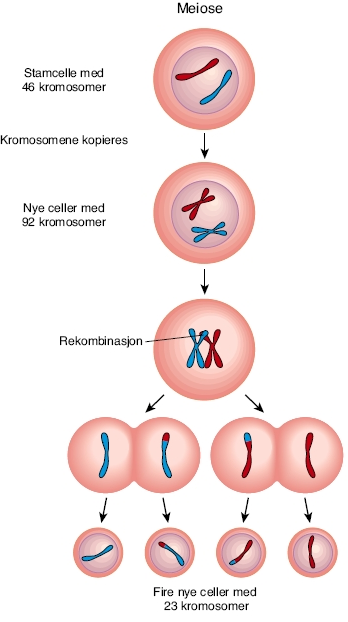 Meiose
Stamcelle med
46 kromosomer
Kromosomene kopieres
Nye celler med
92 kromosomer
Rekombinasjon
Fire nye celler med
23 kromosomer